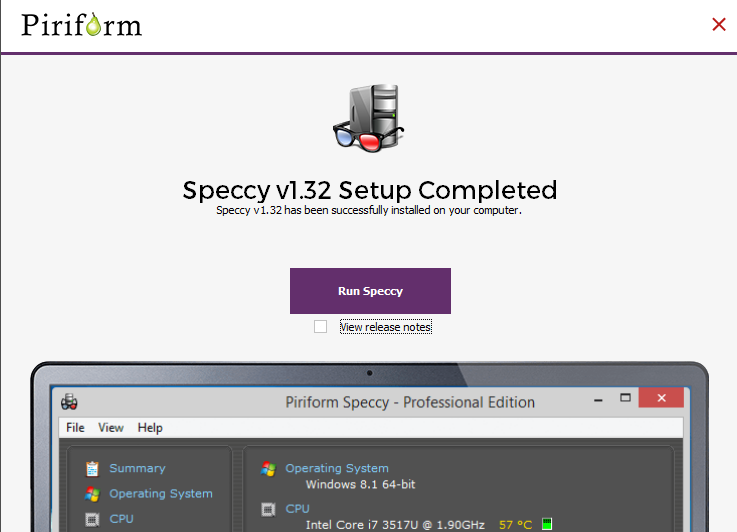 Piriform
Speccy v1.32 Setup Completed
Speccy v1.32 has been successfully installed on your computer.
Run Speccy
View release notes
Piriform Speccy - Professional Edition
File View Help
Summary
Operating System
CPU
Operating System
Windows 8.1 64-bit
CPU
Intel Core i7 3517U @ 1.90GHz 57 °C